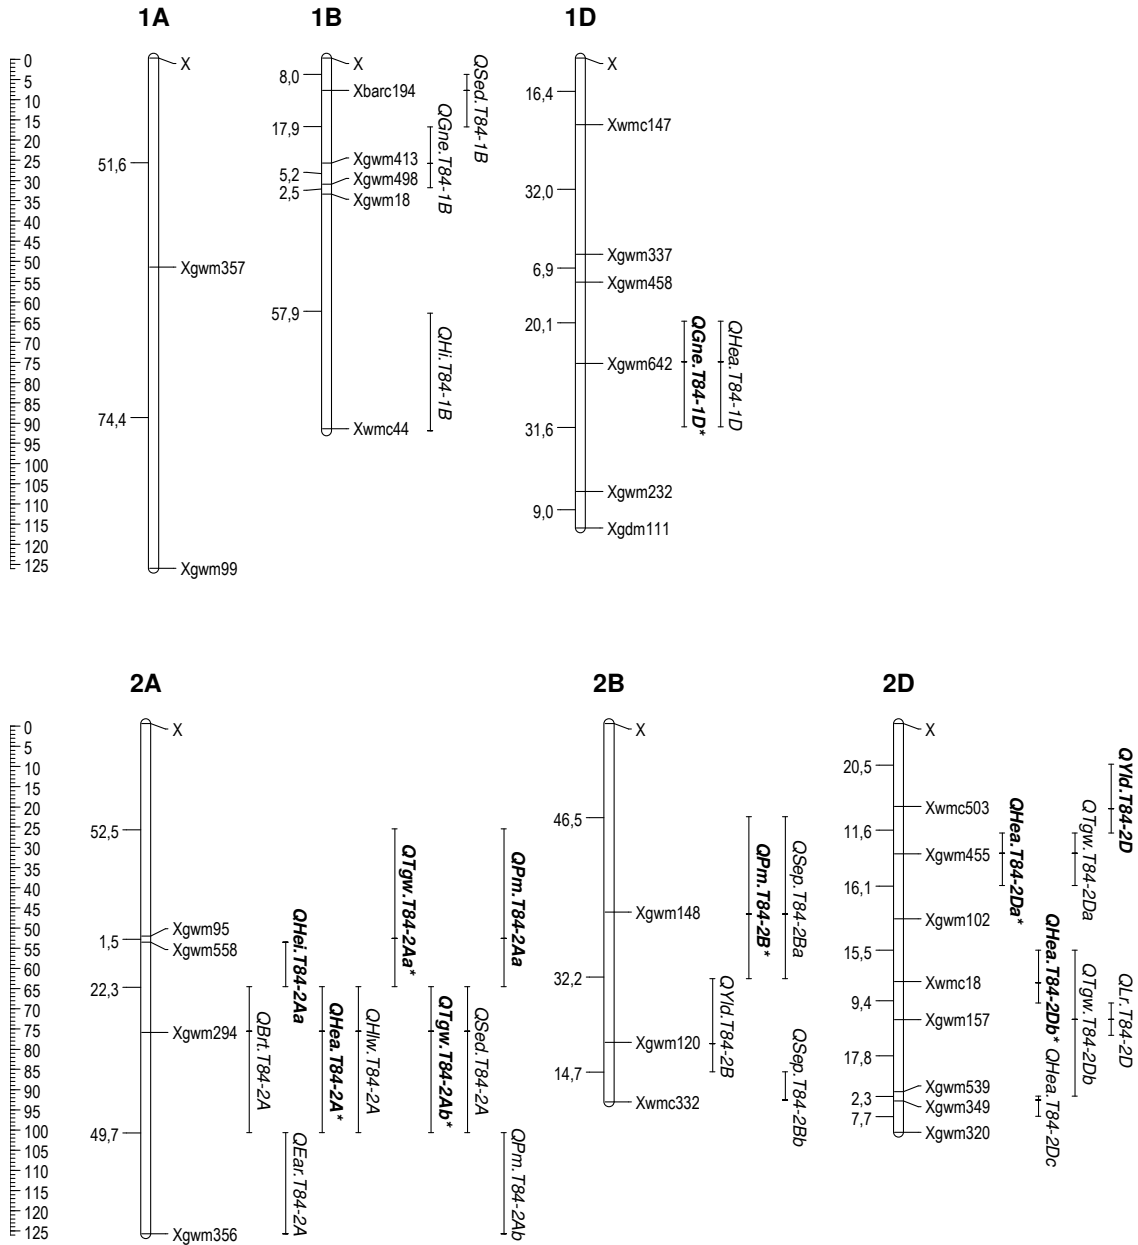 1A
1B
1D
0
5
10
15
20
25
30
35
40
45
50
55
60
65
70
75
80
85
90
95
100
105
110
115
120
125
51,6
74,4
X
Xgwm357
Xgwm99
8,0
17,9
5,2
2,5
57,9
X
Xbarc194
Xgwm413
Xgwm498
Xgwm18
Xwmc44
QGne.T84-1B
QHi.T84-1B
QSed.T84-1B
16,4
32,0
6,9
20,1
31,6
9,0
X
Xwmc147
Xgwm337
Xgwm458
Xgwm642
Xgwm232
Xgdm111
QGne.T84-1D*
QHea.T84-1D
2A
2B
2D
0
5
10
15
20
25
30
35
40
45
50
55
60
65
70
75
80
85
90
95
100
105
110
115
120
125
52,5
1,5
22,3
49,7
X
Xgwm95
Xgwm558
Xgwm294
Xgwm356
QBrt.T84-2A
QHei.T84-2Aa
QEar.T84-2A
QHea.T84-2A*
QHlw.T84-2A
QTgw.T84-2Aa*
QTgw.T84-2Ab*
QSed.T84-2A
QPm.T84-2Aa
QPm.T84-2Ab
46,5
32,2
14,7
X
Xgwm148
Xgwm120
Xwmc332
QYld.T84-2B
QPm.T84-2B*
QSep.T84-2Ba
QSep.T84-2Bb
20,5
11,6
16,1
15,5
9,4
17,8
2,3
7,7
X
Xwmc503
Xgwm455
Xgwm102
Xwmc18
Xgwm157
Xgwm539
Xgwm349
Xgwm320
QHea.T84-2Da*
QHea.T84-2Db*
QHea.T84-2Dc
QTgw.T84-2Da
QTgw.T84-2Db
QYld.T84-2D
QLr.T84-2D